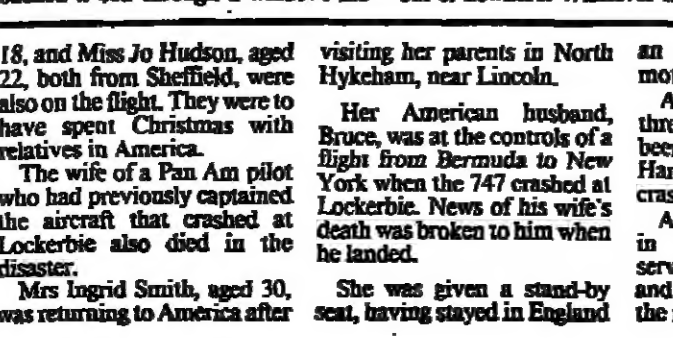 18, and Miss Jo Hudson, aged
22, both from Sheffield, were
also on the flight. They were to
have spent Christmas with
relatives in America.
The wife of a Pan Am pilot
who had previously captained
the aircraft that crashed at
Lockerbie also died in the
disaster.
Mrs Ingrid Smith, aged 30,
was returning to America after
visiting her parents in North
Hykeham, near Lincoln.
Her American husband,
Bruce, was at the controls of a
flight from Bermuda to New
York when the 747 crashed at
Lockerbie. News of his wife's
death was broken to him when
he landed.
She was given a stand-by
seat, having stayed in England
an
A
A
in
and